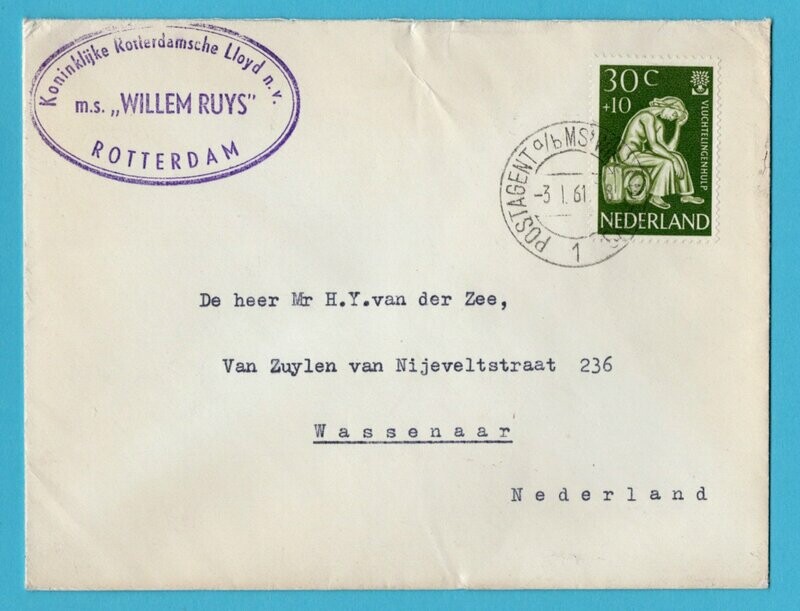 Koninklijke Rotterdamsche Lloyd n.v.
m.s. „WILLEM RUYS"
ROTTERDAM
30 C
+10
VLUCHTELINGENHULP
NEDERLAND
POSTAGENT a/b MS
-3 I. 61
1
De heer Mr H.Y.van der Zee,
Van Zuylen van Nijeveltstraat 236
Wassenaar
Nederland